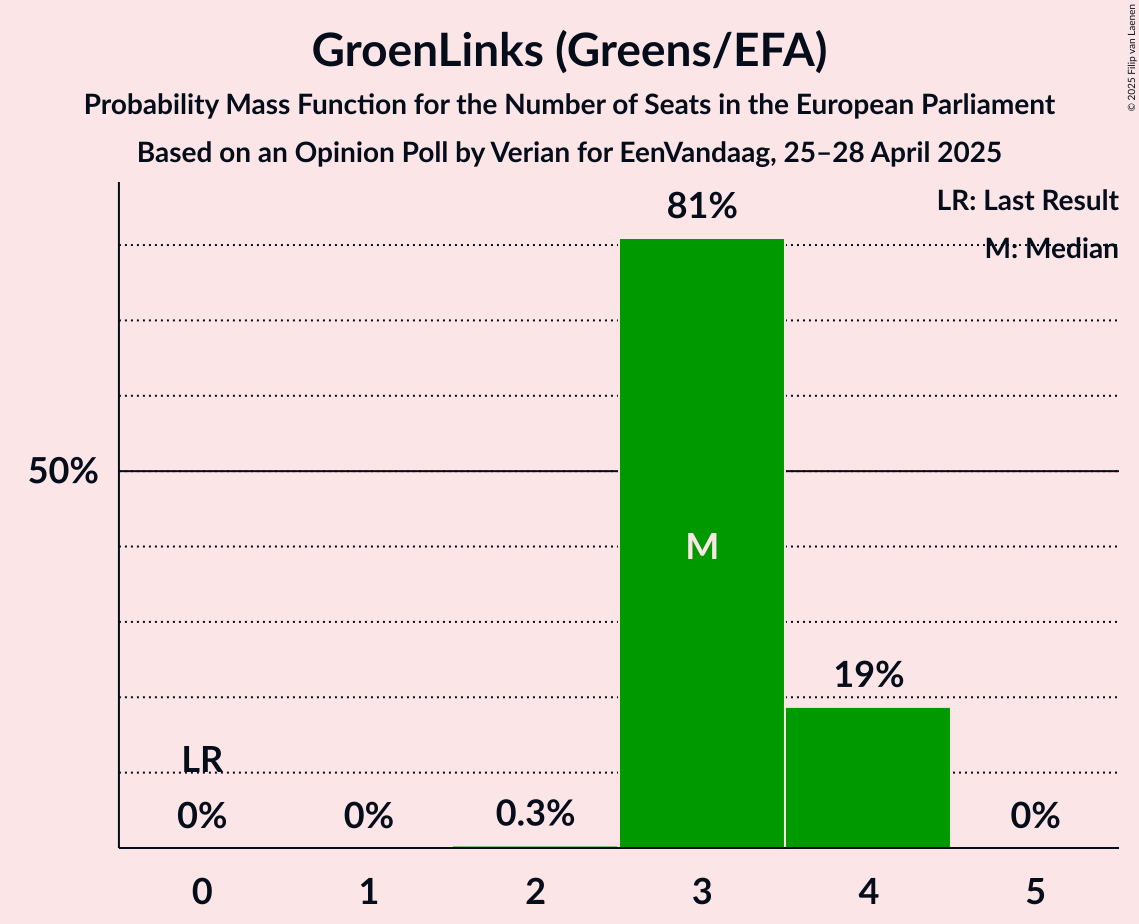 GroenLinks (Greens/EFA)
Probability Mass Function for the Number of Seats in the European Parliament
Based on an Opinion Poll by Verian for EenVandaag, 25–28 April 2025
© 2025 Filip van Laenen
LR: Last Result
M: Median
81%
50%
M
19%
LR
0%
0%
0.3%
0%
0
1
2
3
4
5